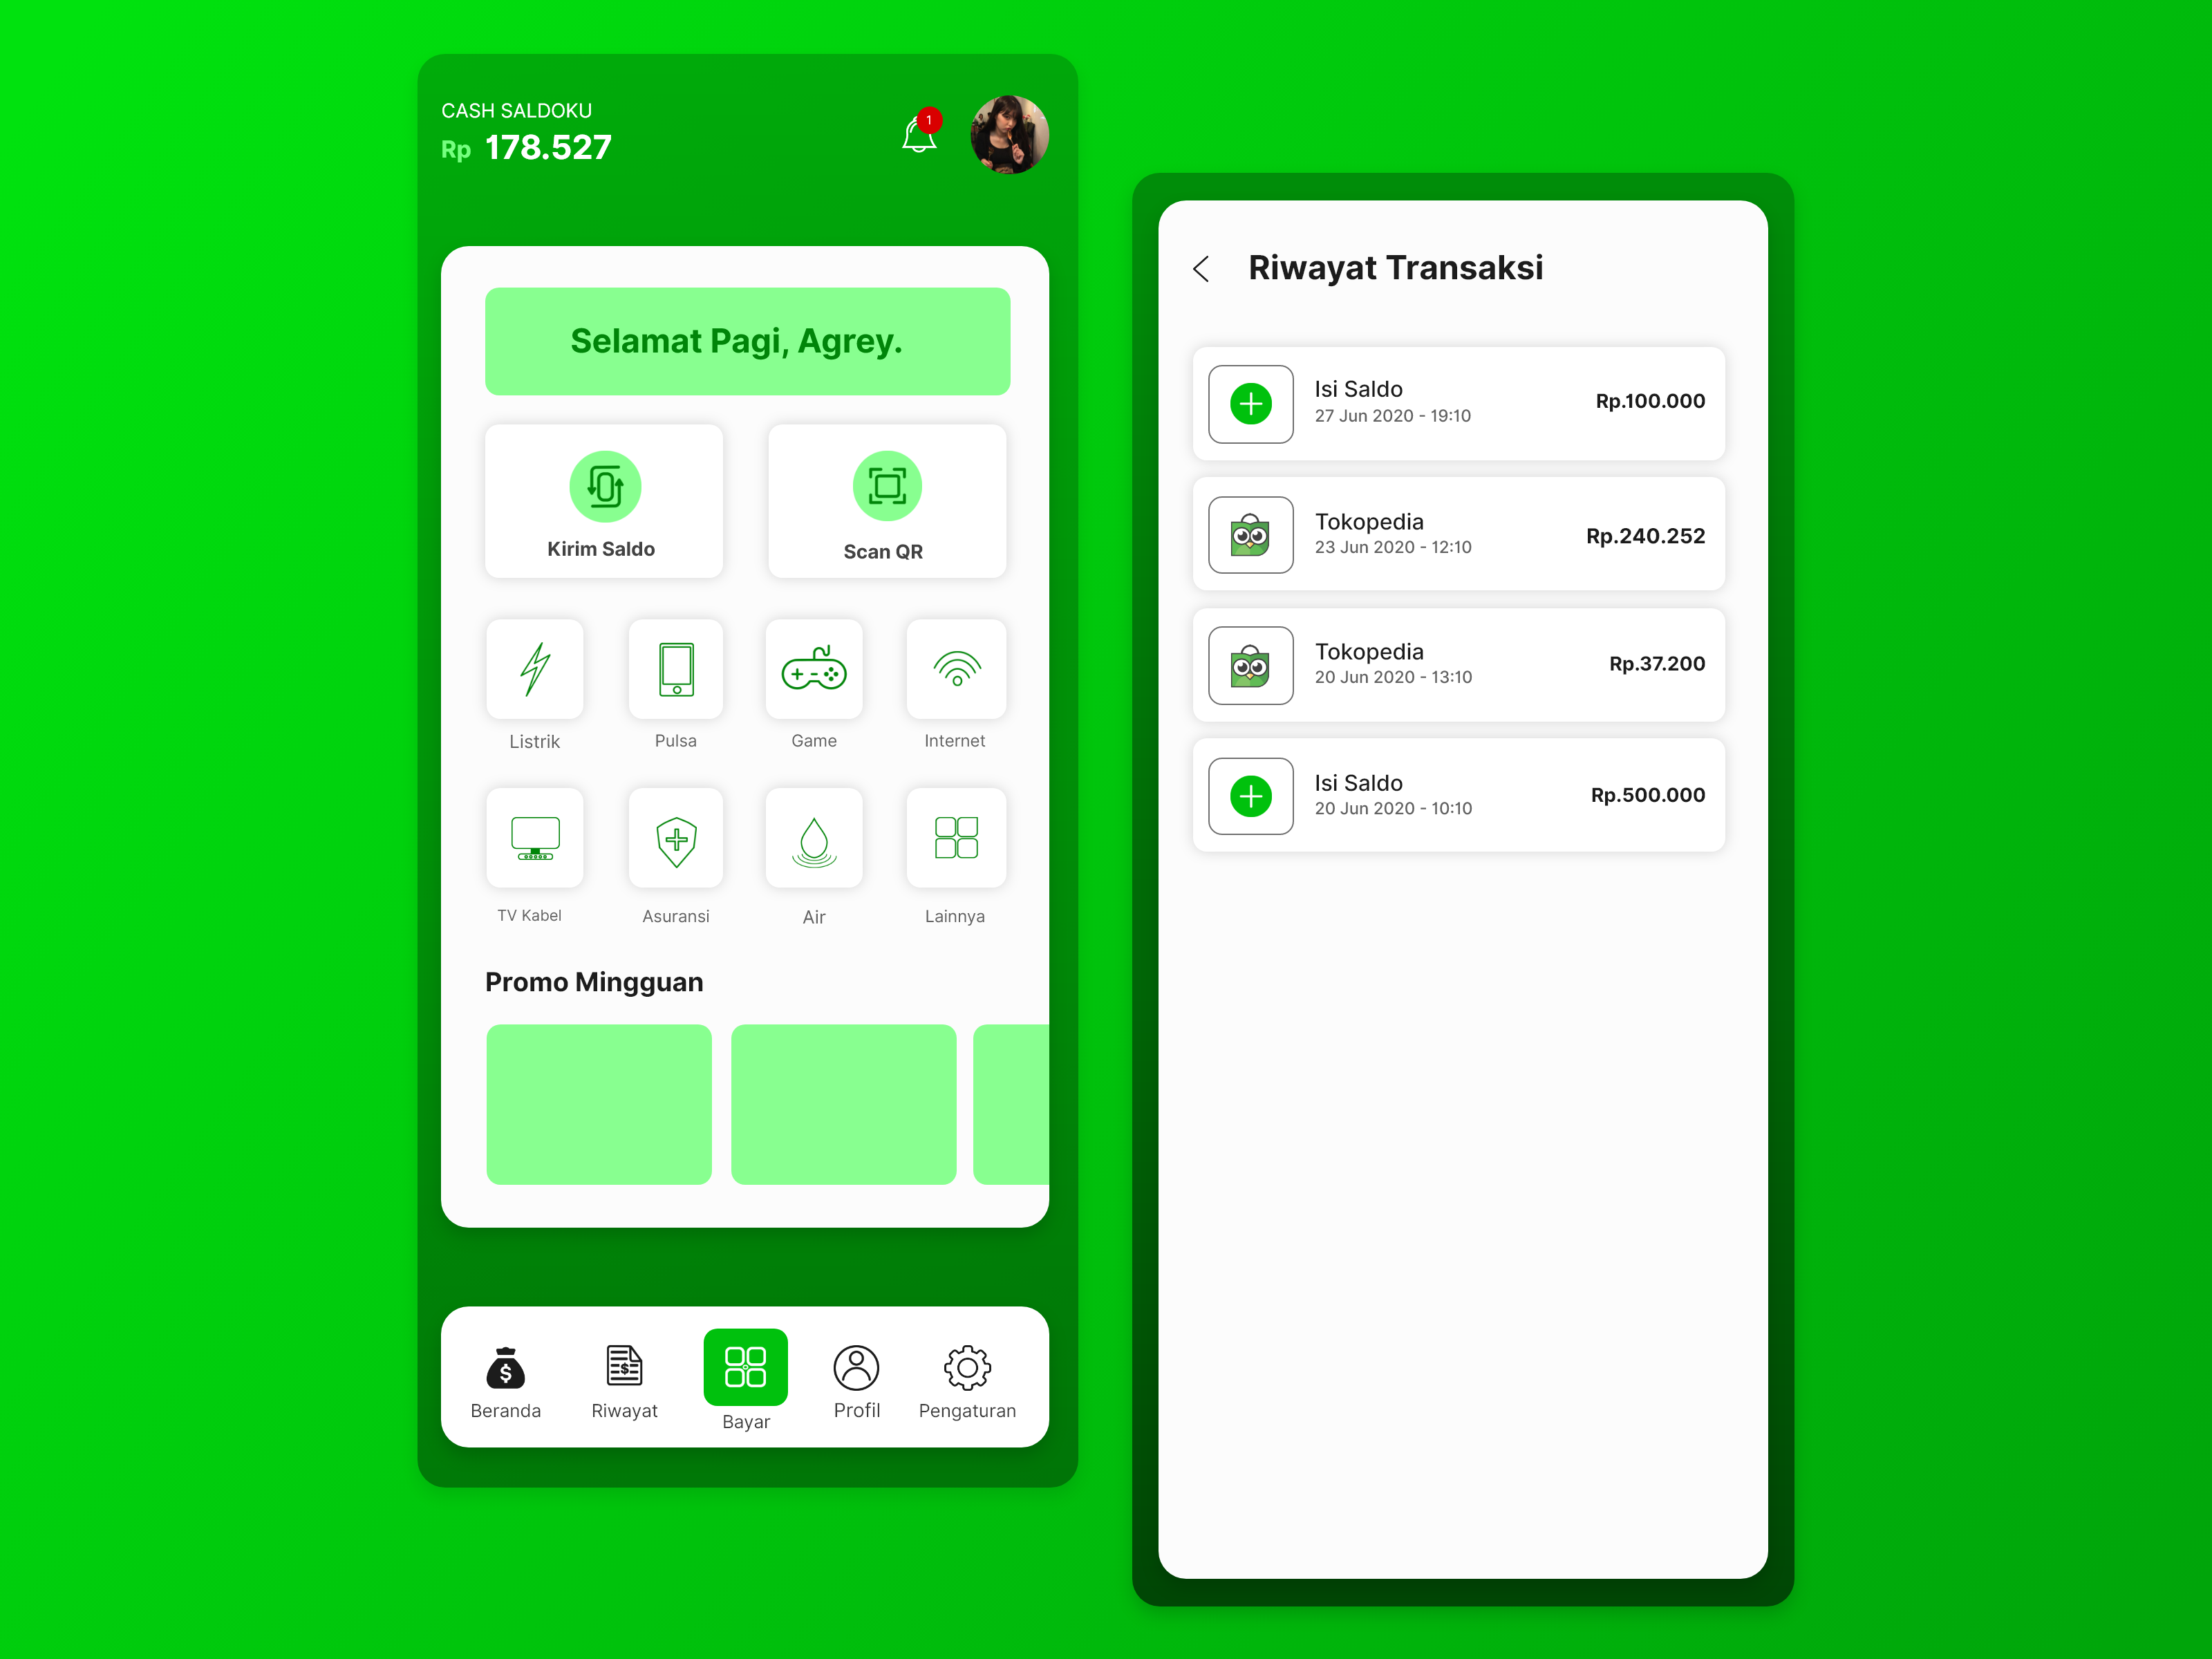 CASH SALDOKU
Rp 178.527
1
Selamat Pagi, Agrey.
Kirim Saldo
Scan QR
Listrik
Pulsa
Game
Internet
TV Kabel
Asuransi
Air
Lainnya
Promo Mingguan
$
$
Beranda
Riwayat
Bayar
Profil
Pengaturan
Riwayat Transaksi
Isi Saldo
27 Jun 2020 - 19:10
Rp.100.000
Tokopedia
23 Jun 2020 - 12:10
Rp.240.252
Tokopedia
20 Jun 2020 - 13:10
Rp.37.200
Isi Saldo
20 Jun 2020 - 10:10
Rp.500.000